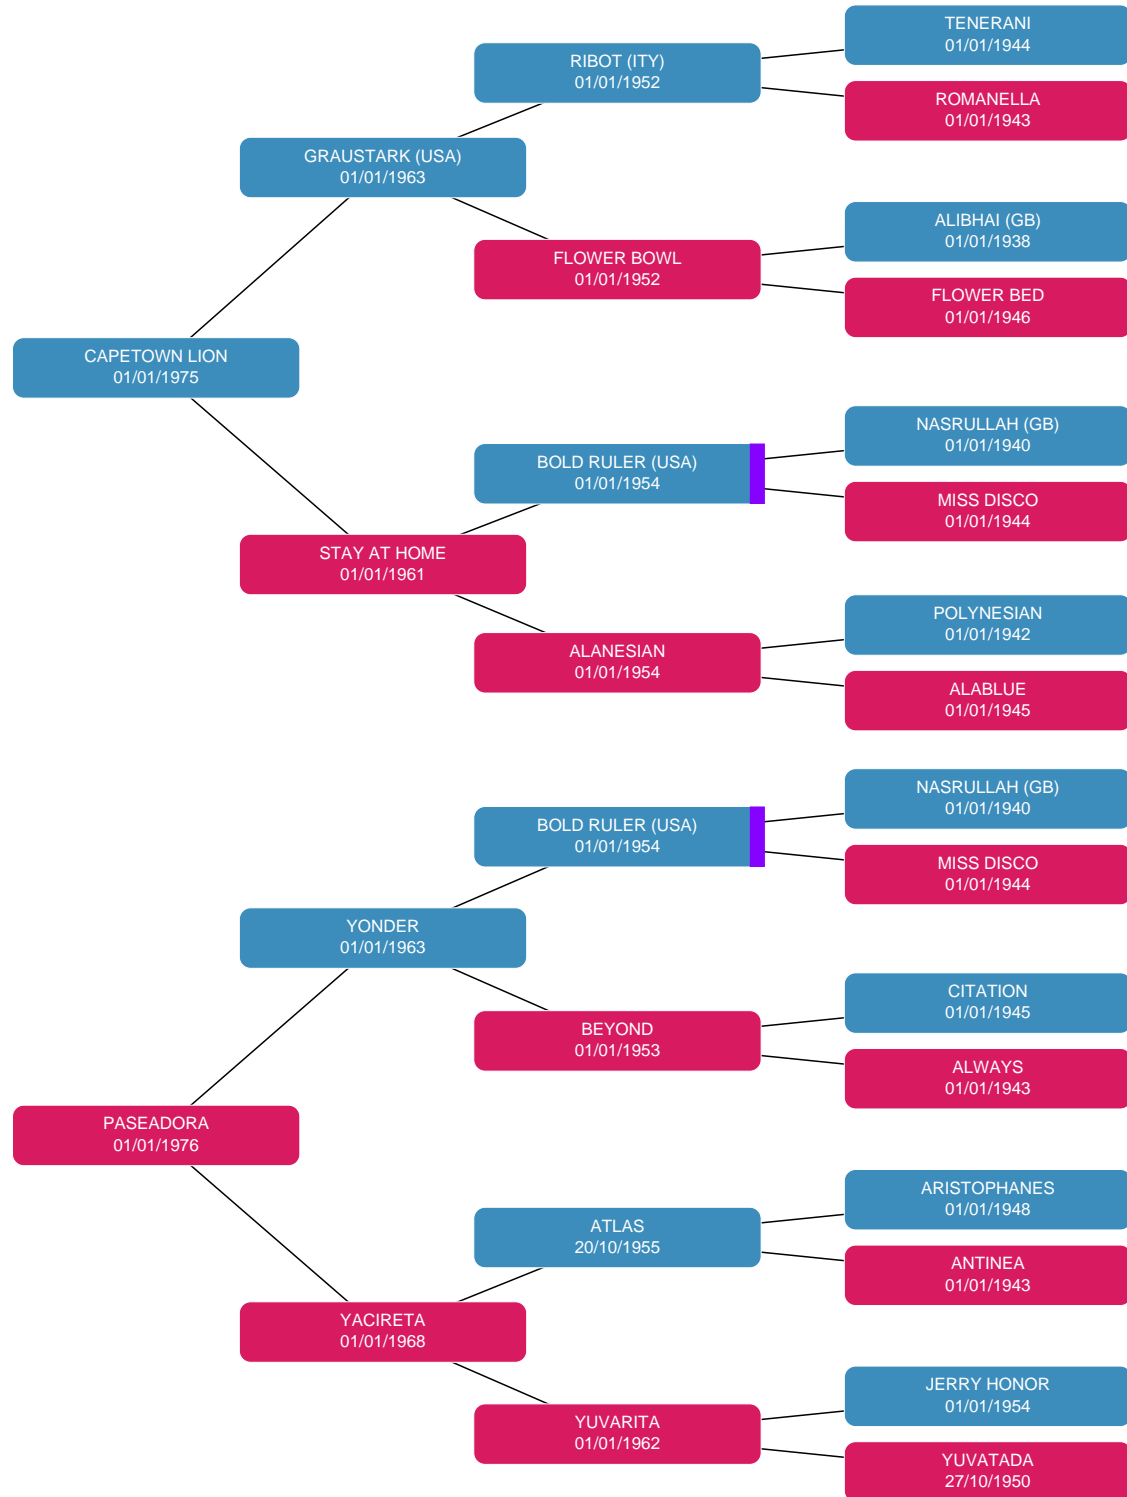 TENERANI
01/01/1944
RIBOT (ITY)
01/01/1952
ROMANELLA
01/01/1943
GRAUSTARK (USA)
01/01/1963
ALIBHAI (GB)
01/01/1938
FLOWER BOWL
01/01/1952
FLOWER BED
01/01/1946
CAPETOWN LION
01/01/1975
NASRULLAH (GB)
01/01/1940
BOLD RULER (USA)
01/01/1954
MISS DISCO
01/01/1944
STAY AT HOME
01/01/1961
POLYNESIAN
01/01/1942
ALANESIAN
01/01/1954
ALABLUE
01/01/1945
NASRULLAH (GB)
01/01/1940
BOLD RULER (USA)
01/01/1954
MISS DISCO
01/01/1944
YONDER
01/01/1963
CITATION
01/01/1945
BEYOND
01/01/1953
ALWAYS
01/01/1943
PASEADORA
01/01/1976
ARISTOPHANES
01/01/1948
ATLAS
20/10/1955
ANTINEA
01/01/1943
YACIRETA
01/01/1968
JERRY HONOR
01/01/1954
YUVARITA
01/01/1962
YUVATADA
27/10/1950